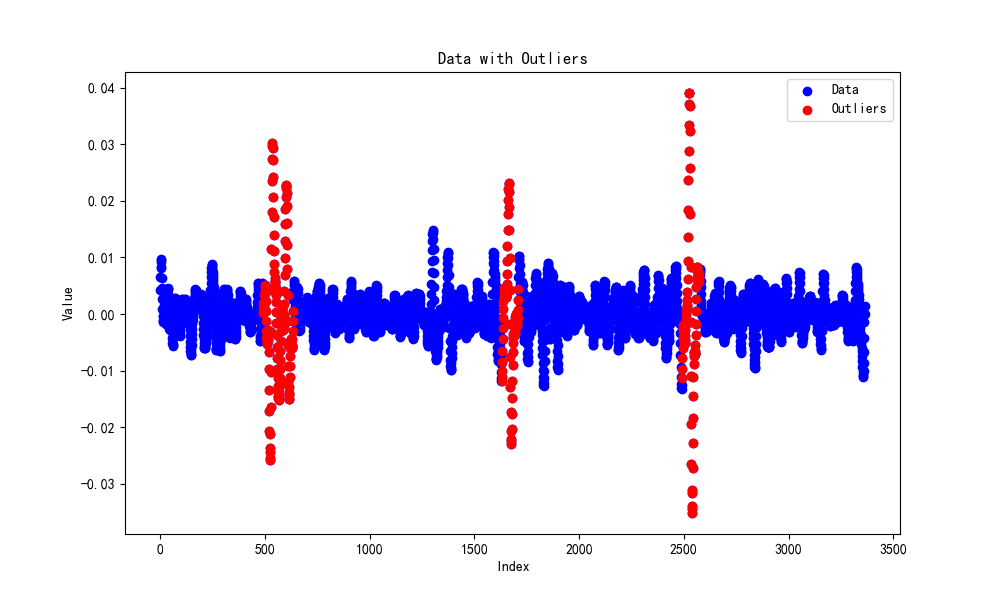 Data with Outliers
Data
Outliers
0.04
0.03
0.02
0.01
0.00
-0.01
-0.02
-0.03
Value
0 500 1000 1500 2000 2500 3000 3500
Index